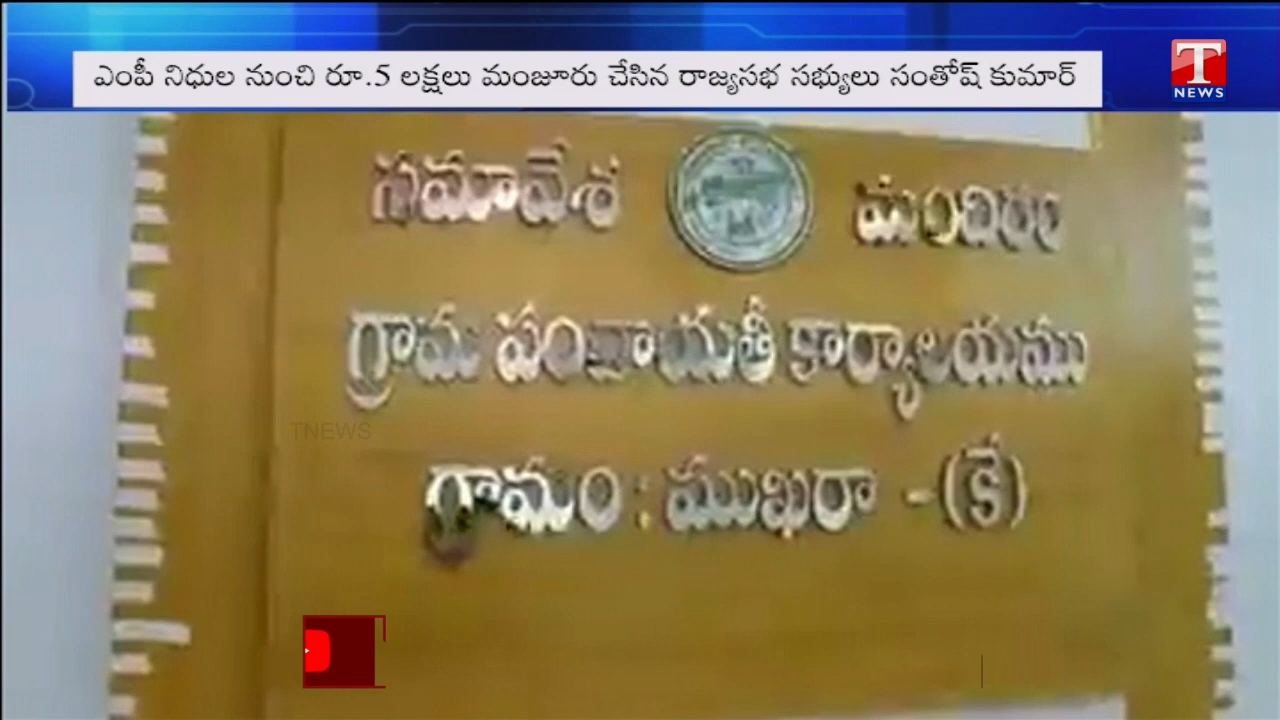 ఎంపీ నిధుల నుంచి రూ.5 లక్షలు మంజూరు చేసిన రాజ్యసభ సభ్యులు సంతోష్ కుమార్
T
NEWS
సమావేశ మందిరం
గ్రామ పంచాయతీ కార్యాలయము
TNEWS
గ్రామం : ముఖరా - (కే)